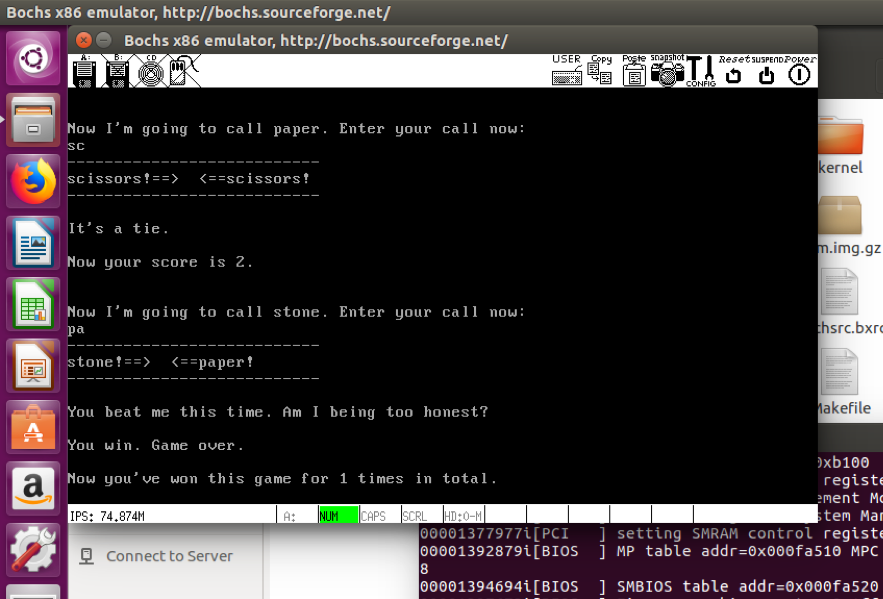 Bochs x86 emulator, http://bochs.sourceforge.net/
Bochs x86 emulator, http://bochs.sourceforge.net/
A: B: CD USER Copy Paste snapshot CONFIG Reset SUSPEND Power
Now I'm going to call paper. Enter your call now:
sc
----------------------------
scissors!==>  <==scissors!
----------------------------
It's a tie.
Now your score is 2.
Now I'm going to call stone. Enter your call now:
pa
----------------------------
stone!==>  <==paper!
----------------------------
You beat me this time. Am I being too honest?
You win. Game over.
Now you've won this game for 1 times in total.
IPS: 74.874M A: NUM CAPS SCRL HD:0-M
kernel
m.img.gz
chsrc.bxrc
Makefile
Connect to Server
0xb100
registe
ement Mo
stem Man
00001377977i[PCI   ] setting SMRAM control registe
00001392879i[BIOS  ] MP table addr=0x000fa510 MPC
8
00001394694i[BIOS  ] SMBIOS table addr=0x000fa520